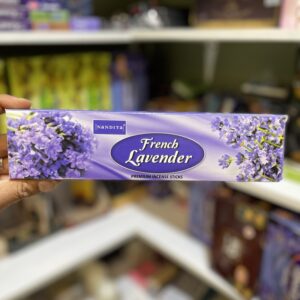 NANDITA
French
Lavender
PREMIUM INCENSE STICKS